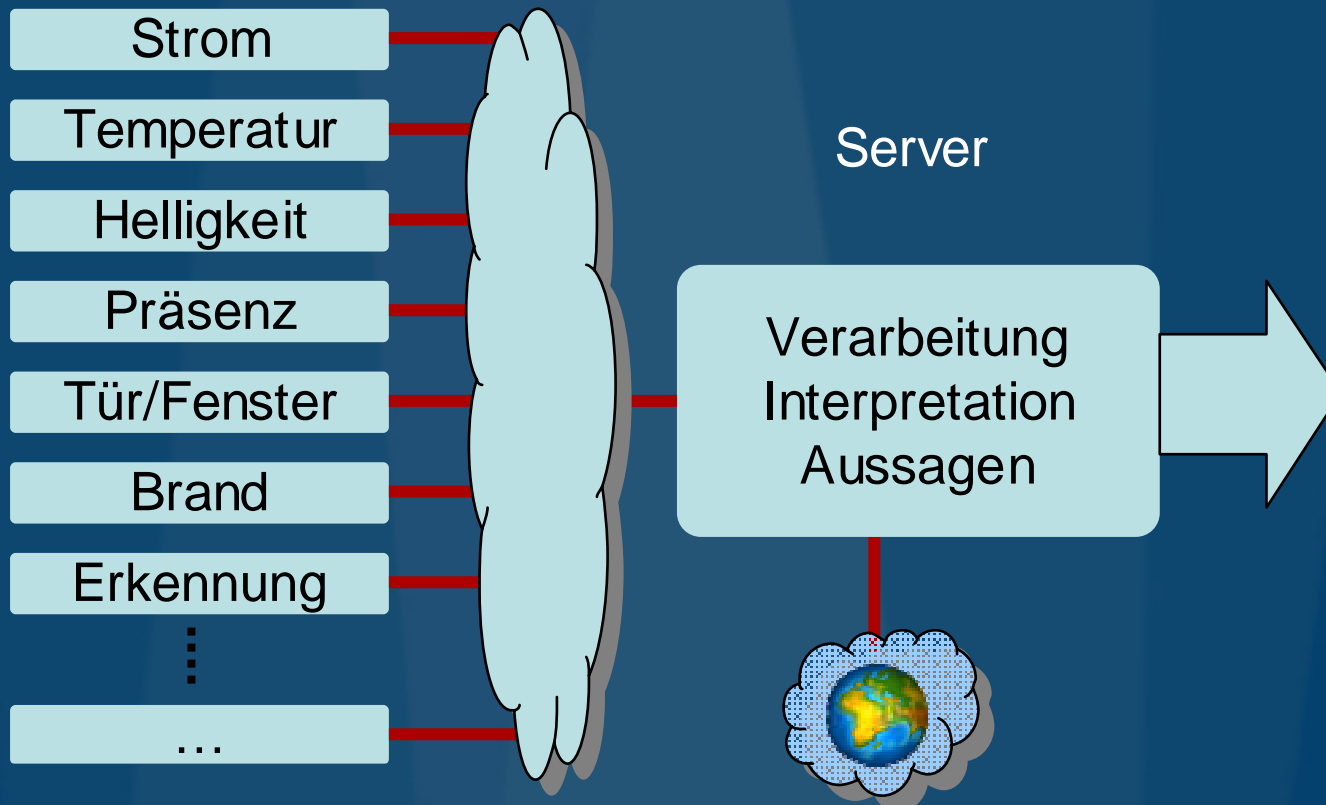 Strom
Temperatur
Helligkeit
Präsenz
Tür/Fenster
Brand
Erkennung
...
Server
Verarbeitung
Interpretation
Aussagen